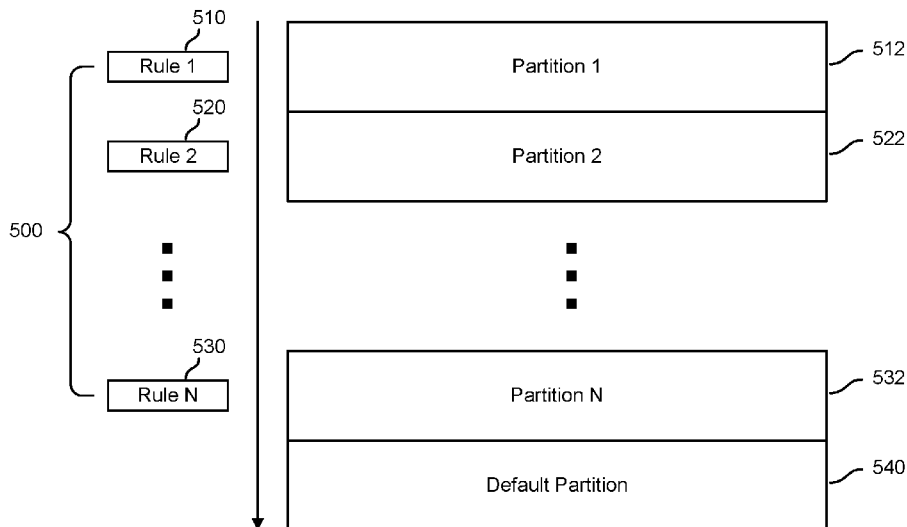 510
Rule 1
Partition 1
512
520
Rule 2
Partition 2
522
500
530
Rule N
Partition N
532
Default Partition
540